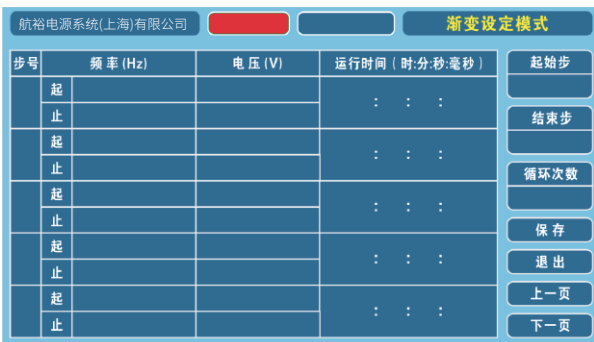 航裕电源系统(上海)有限公司 渐变设定模式
步号 频率(Hz) 电压(V) 运行时间(时:分:秒:毫秒) 起始步
起
: : :
止
结束步
起
: : :
止
循环次数
起
: : :
止
保存
起
: : :
止
退出
起
: : :
止
上一页
下一页